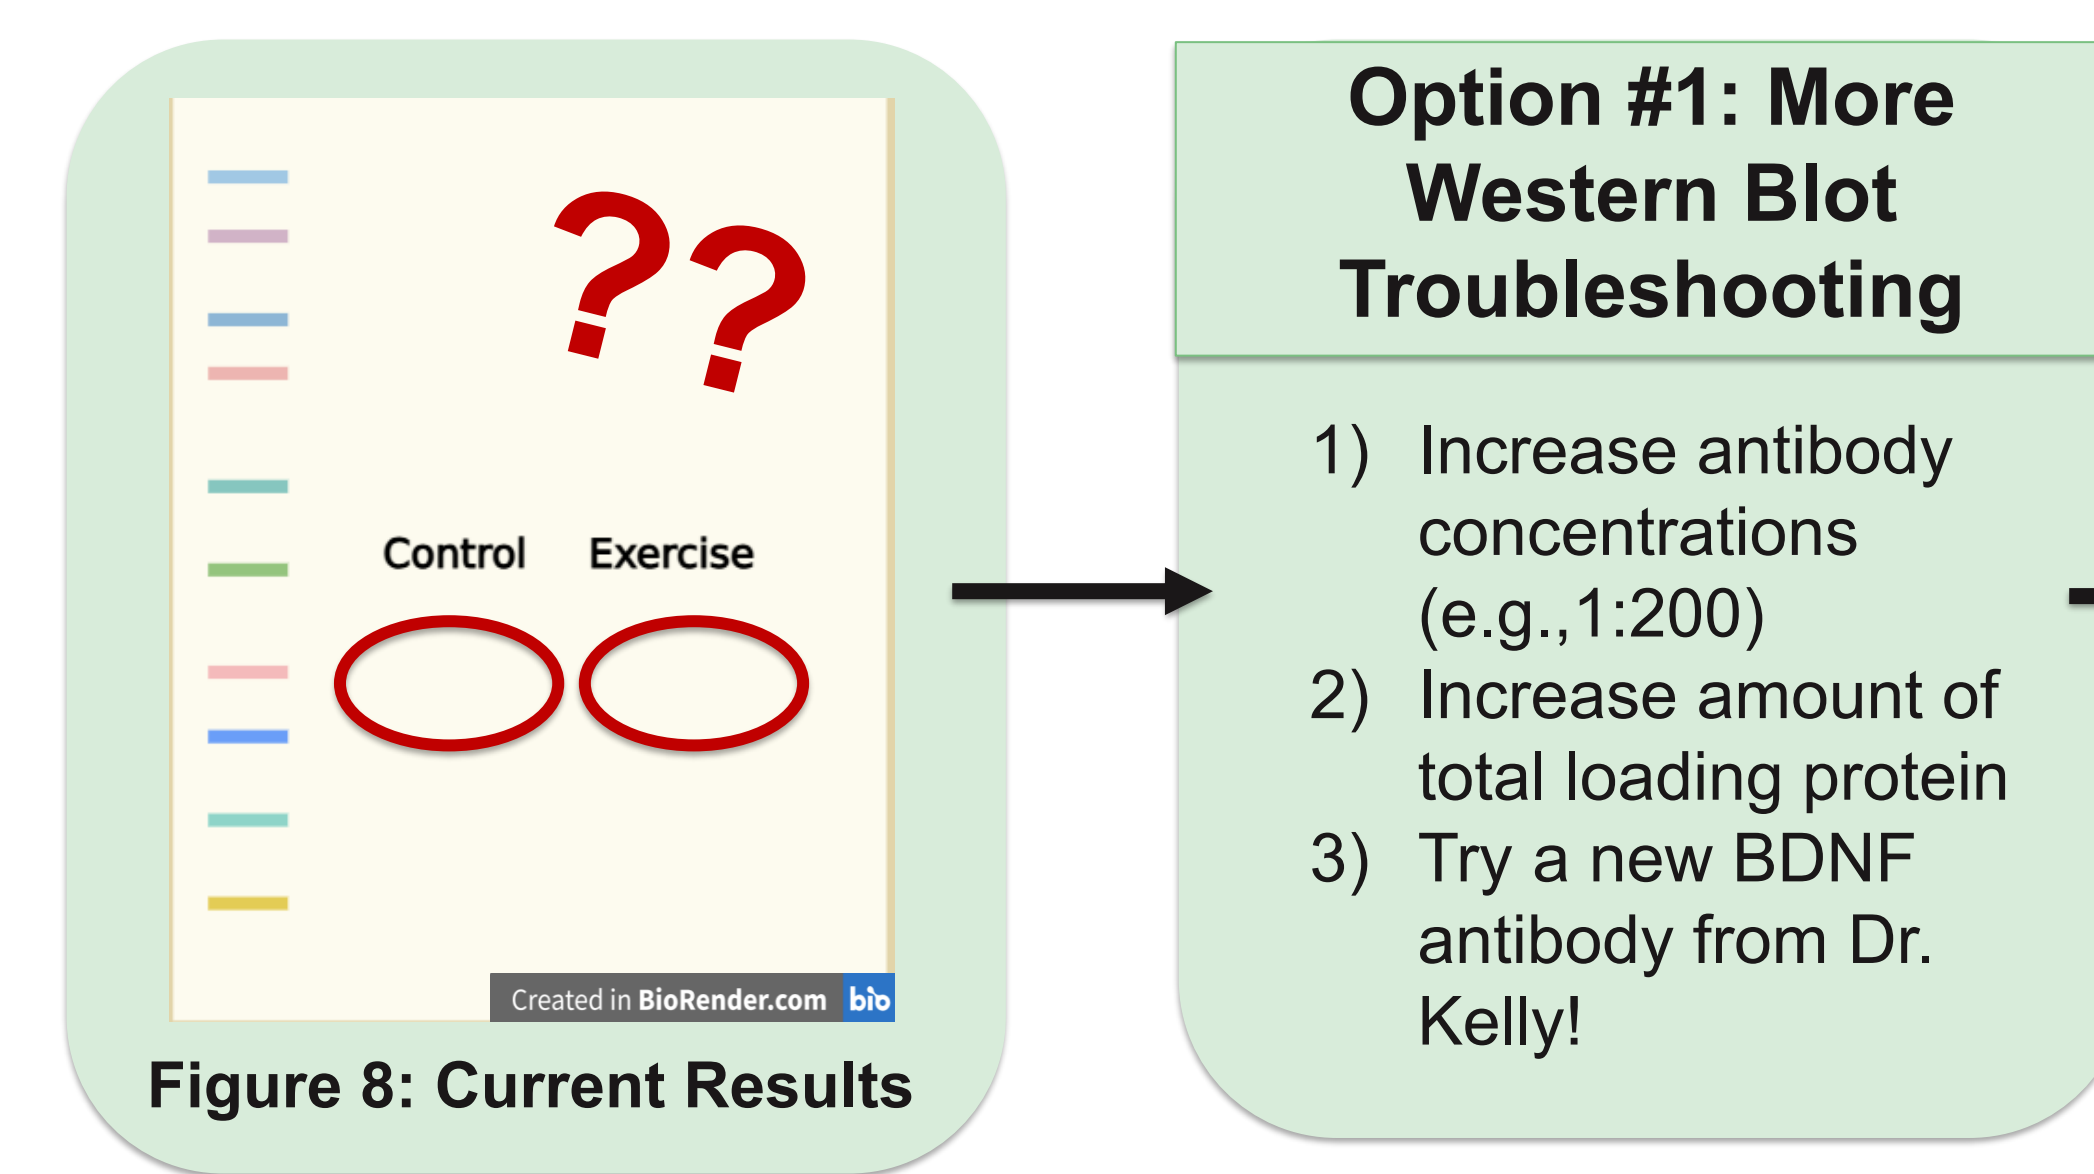 ??
Control Exercise
Created in BioRender.com bio
Figure 8: Current Results
Option #1: More
Western Blot
Troubleshooting
1) Increase antibody
concentrations
(e.g.,1:200)
2) Increase amount of
total loading protein
3) Try a new BDNF
antibody from Dr.
Kelly!